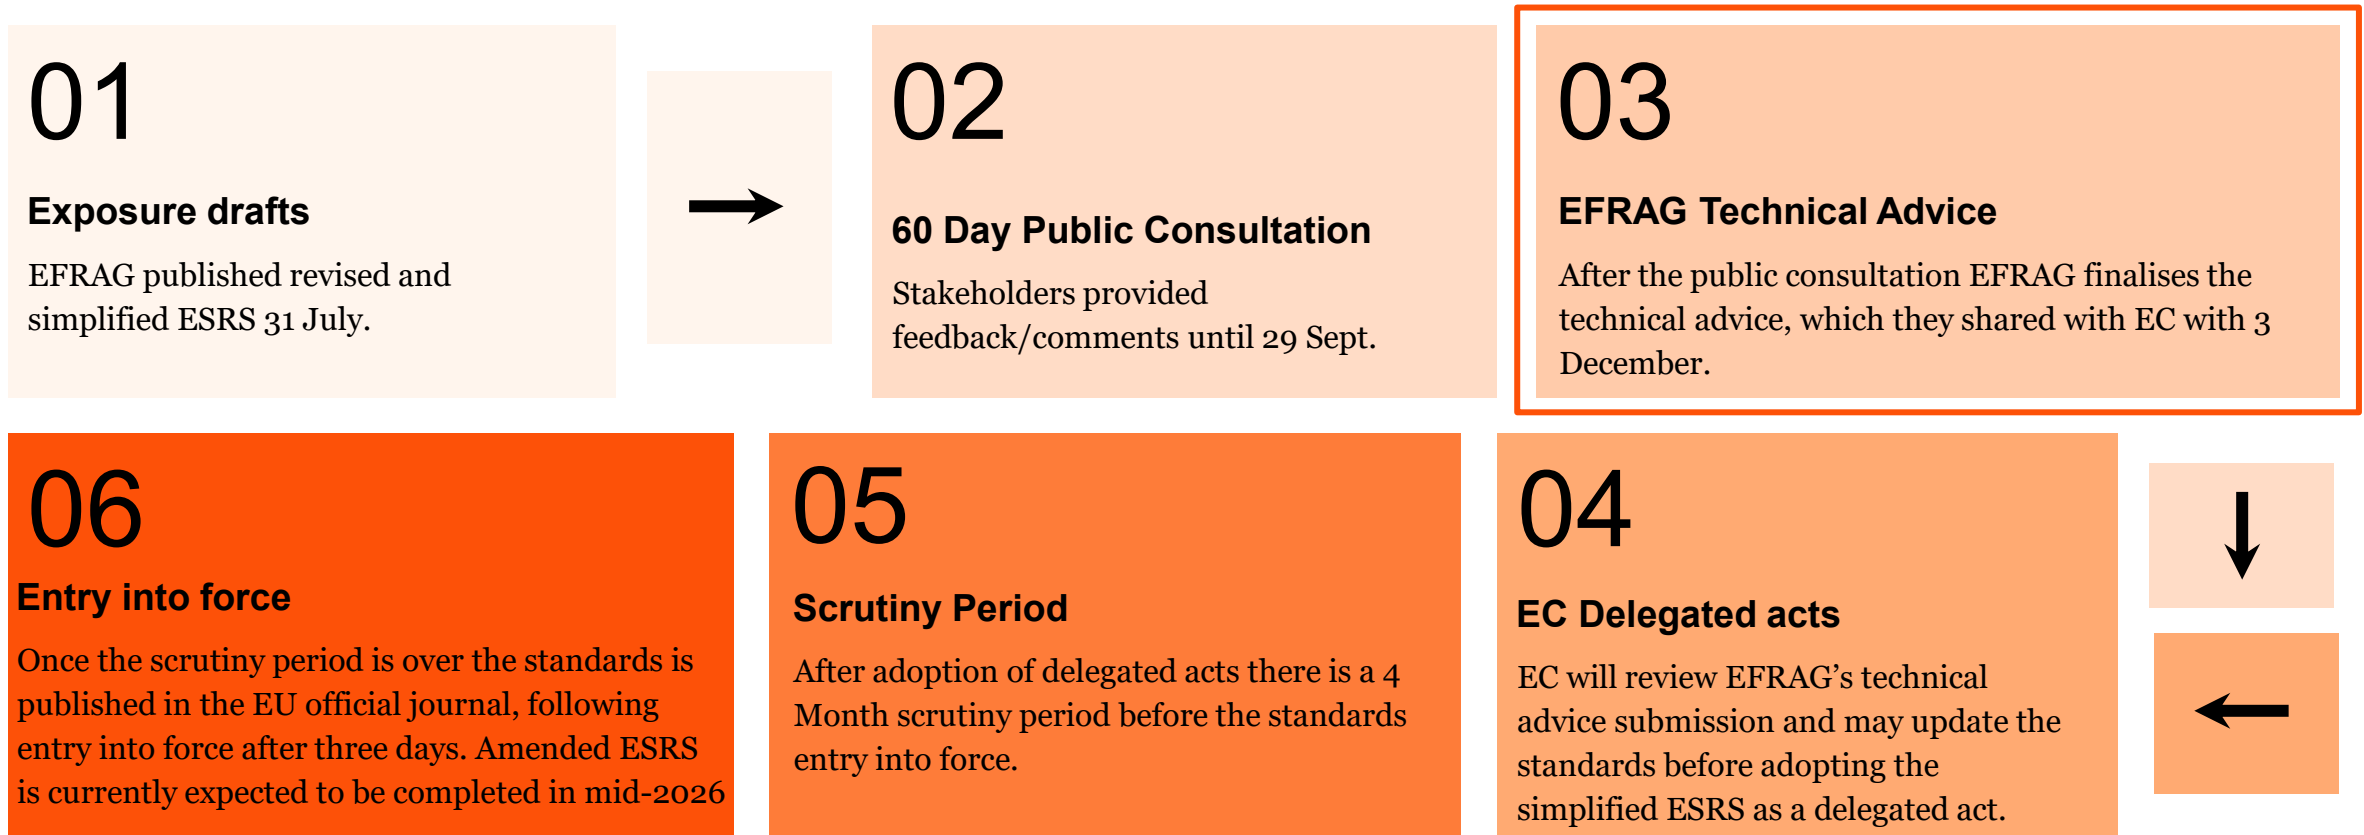 01
Exposure drafts
EFRAG published revised and
simplified ESRS 31 July.
02
60 Day Public Consultation
Stakeholders provided
feedback/comments until 29 Sept.
03
EFRAG Technical Advice
After the public consultation EFRAG finalises the
technical advice, which they shared with EC with 3
December.
04
EC Delegated acts
EC will review EFRAG’s technical
advice submission and may update the
standards before adopting the
simplified ESRS as a delegated act.
05
Scrutiny Period
After adoption of delegated acts there is a 4
Month scrutiny period before the standards
entry into force.
06
Entry into force
Once the scrutiny period is over the standards is
published in the EU official journal, following
entry into force after three days. Amended ESRS
is currently expected to be completed in mid-2026